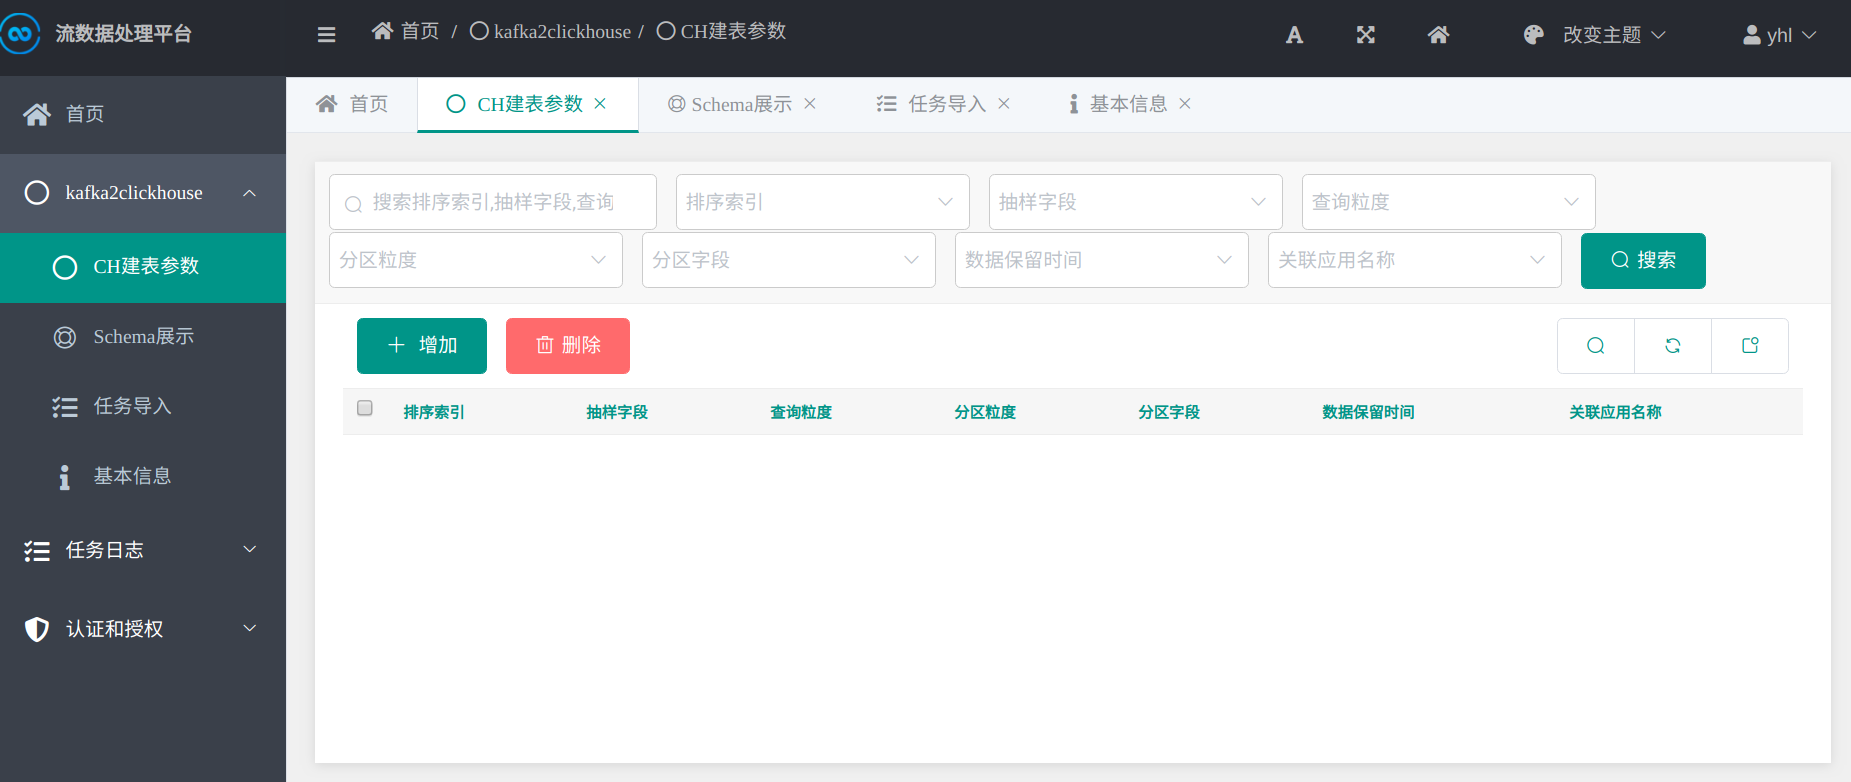 流数据处理平台
首页 / kafka2clickhouse / CH建表参数
A 改变主题 yhl
首页 CH建表参数 Schema展示 任务导入 基本信息
首页
kafka2clickhouse
CH建表参数
Schema展示
任务导入
基本信息
任务日志
认证和授权
搜索排序索引,抽样字段,查询 排序索引 抽样字段 查询粒度
分区粒度 分区字段 数据保留时间 关联应用名称 搜索
增加 删除
排序索引 抽样字段 查询粒度 分区粒度 分区字段 数据保留时间 关联应用名称